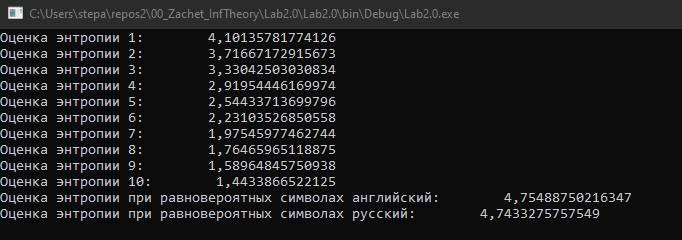 C:\Users\stepa\repos2\00_Zachet_InfTheory\Lab2.0\Lab2.0\bin\Debug\Lab2.0.exe
Оценка энтропии 1: 4,10135781774126
Оценка энтропии 2: 3,71667172915673
Оценка энтропии 3: 3,33042503030834
Оценка энтропии 4: 2,91954446169974
Оценка энтропии 5: 2,54433713699796
Оценка энтропии 6: 2,23103526850558
Оценка энтропии 7: 1,97545977462744
Оценка энтропии 8: 1,76465965118875
Оценка энтропии 9: 1,58964845750938
Оценка энтропии 10: 1,4433866522125
Оценка энтропии при равновероятных символах английский: 4,75488750216347
Оценка энтропии при равновероятных символах русский: 4,7433275757549